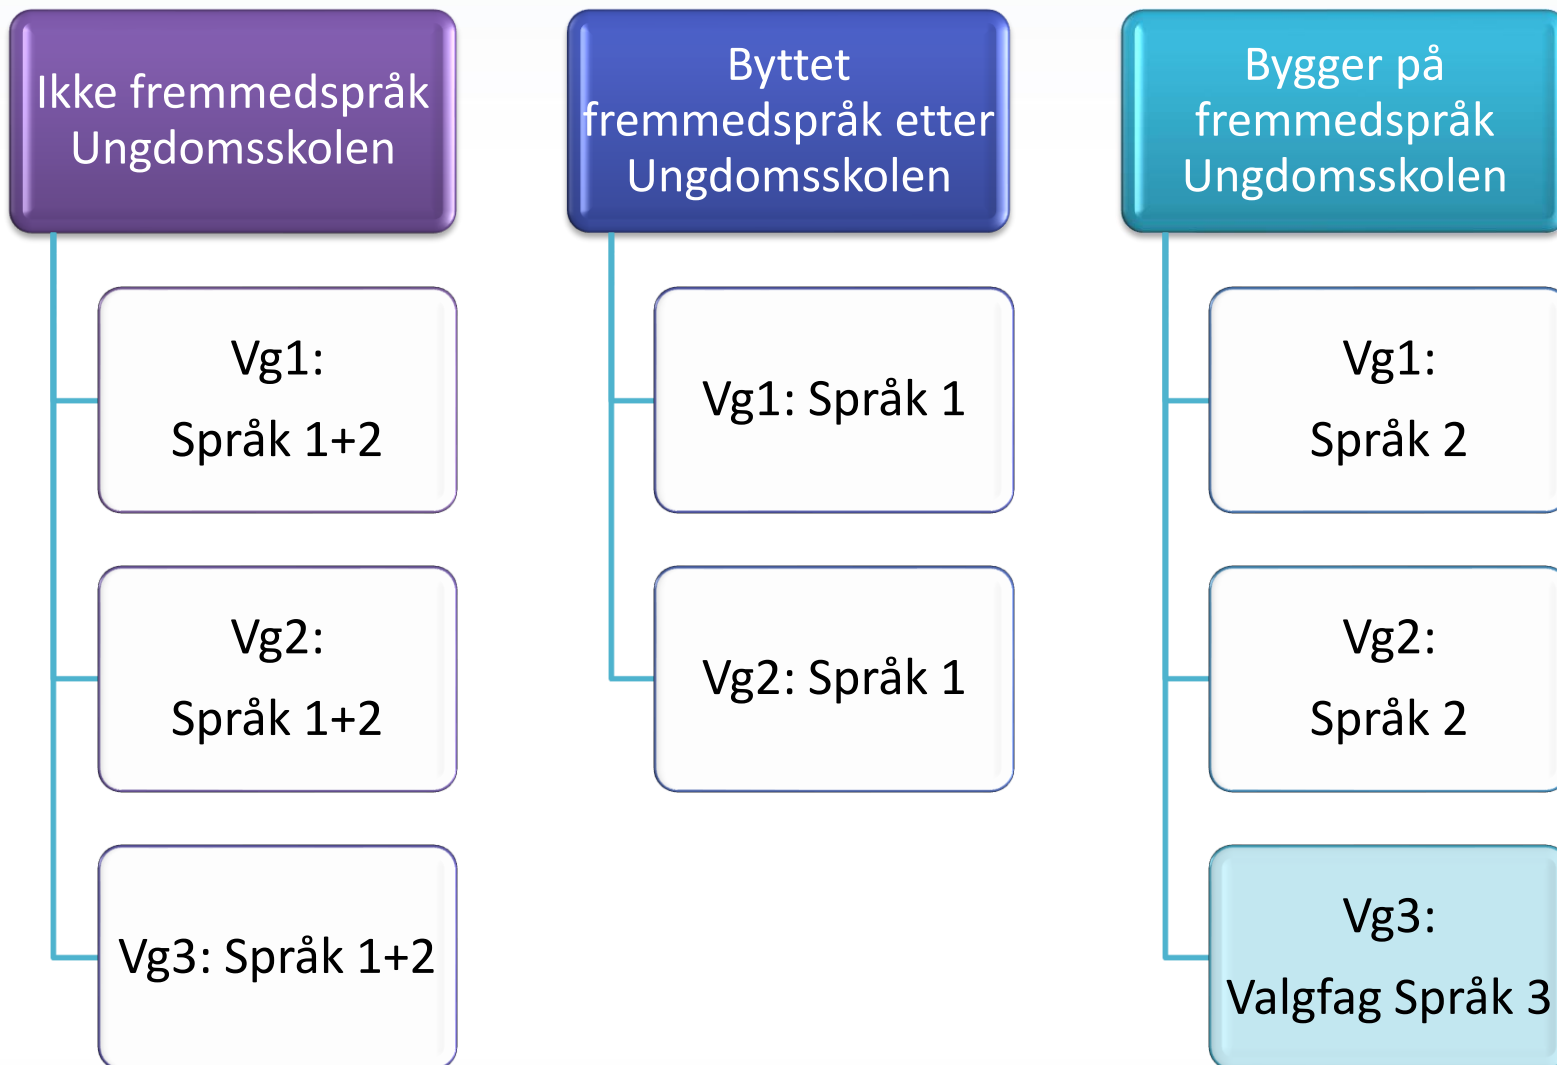 Ikke fremmedspråk
Ungdomsskolen
Vg1:
Språk 1+2
Vg2:
Språk 1+2
Vg3: Språk 1+2
Byttet
fremmedspråk etter
Ungdomsskolen
Vg1: Språk 1
Vg2: Språk 1
Bygger på
fremmedspråk
Ungdomsskolen
Vg1:
Språk 2
Vg2:
Språk 2
Vg3:
Valgfag Språk 3